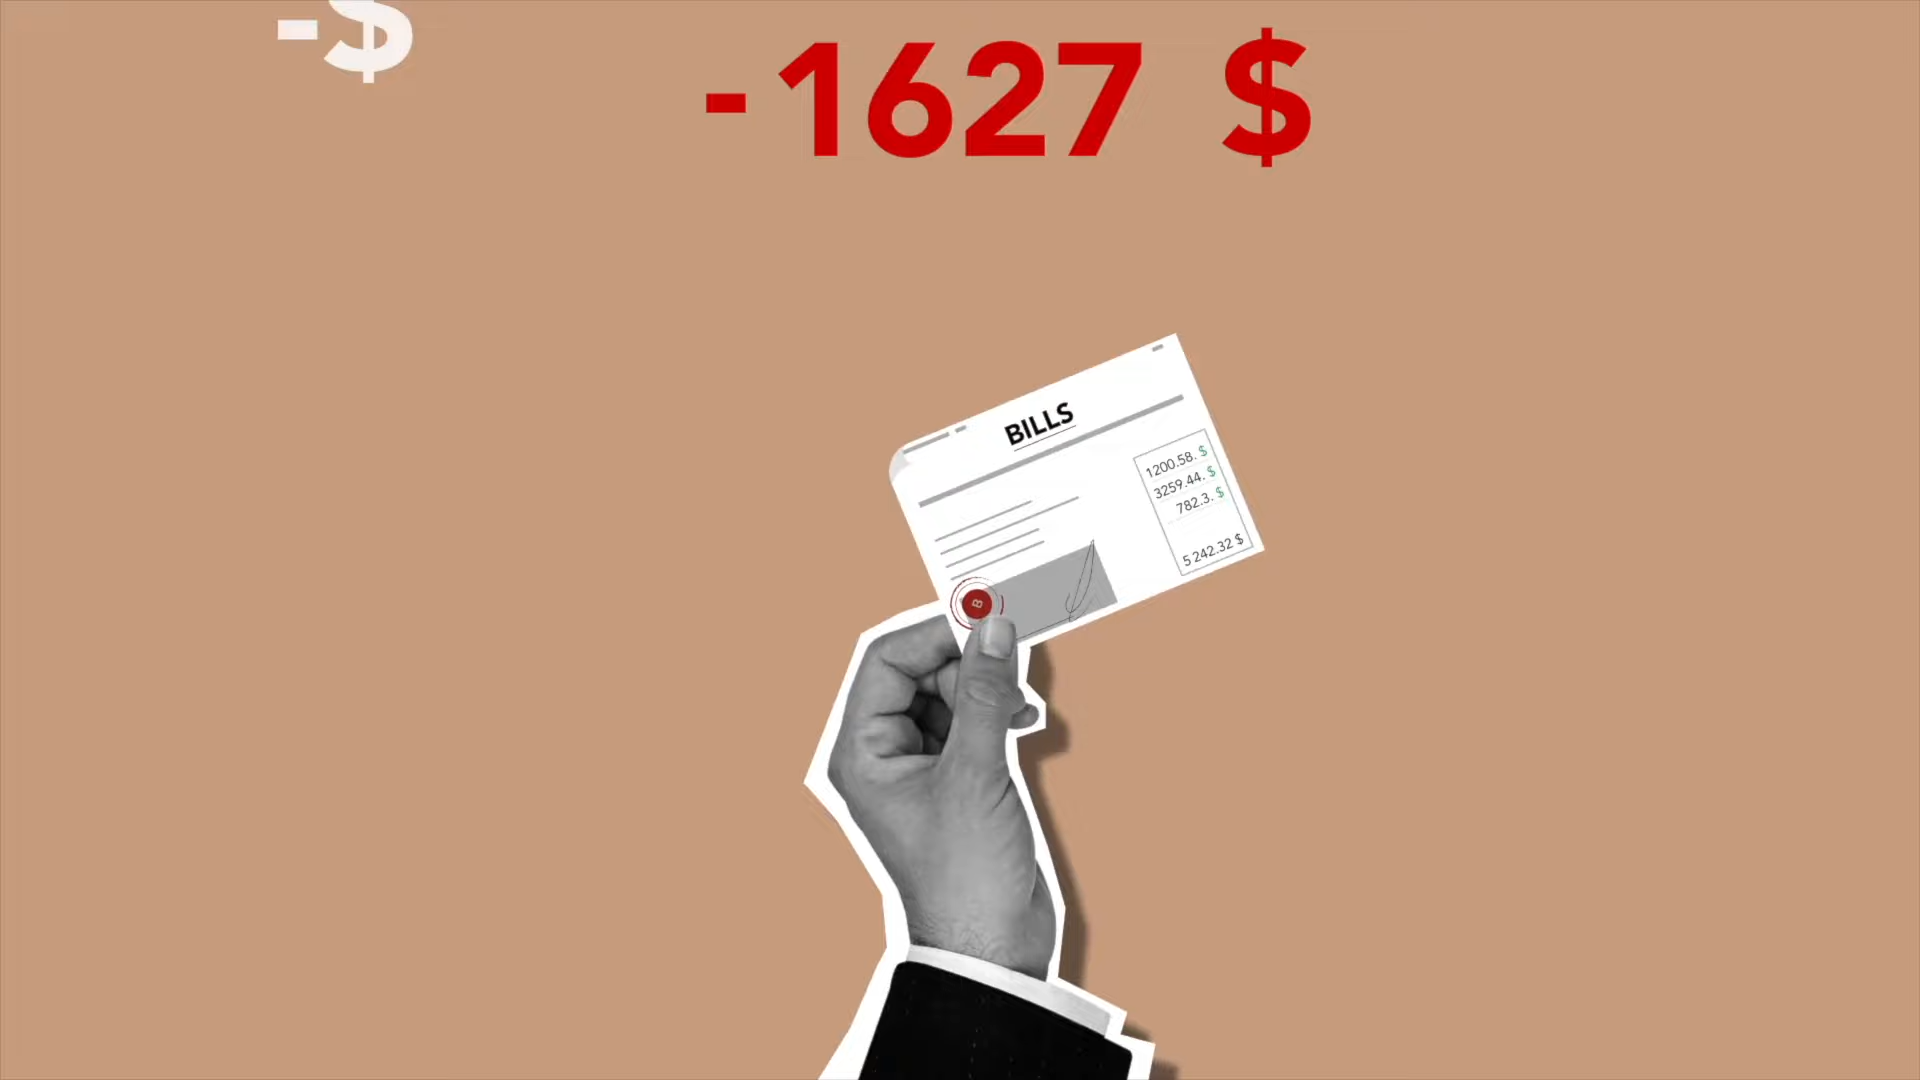 -$
-1627 $
BILLS
1200.58. $
3259.44. $
782.3. $
5 242.32 $
B